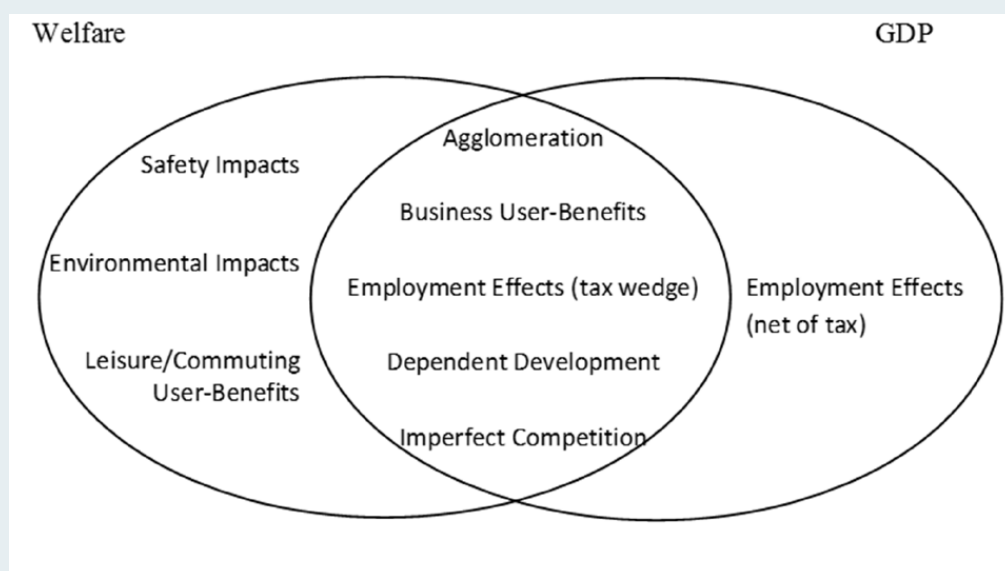 Welfare
GDP
Agglomeration
Safety Impacts
Business User-Benefits
Environmental Impacts
Employment Effects (tax wedge)
Employment Effects
(net of tax)
Leisure/Commuting
User-Benefits
Dependent Development
Imperfect Competition